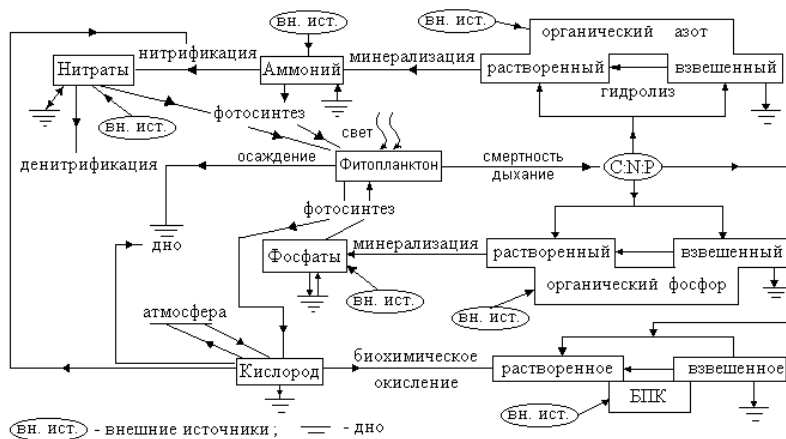 вн. ист.
вн. ист.
органический азот
нитрификация
минерализация
Нитраты
Аммоний
растворенный
взвешенный
гидролиз
вн. ист.
фотосинтез
свет
денитрификация
осаждение
Фитопланктон
смертность
дыхание
C:N:P
фотосинтез
дно
минерализация
растворенный
взвешенный
Фосфаты
вн. ист.
органический фосфор
вн. ист.
атмосфера
Кислород
биохимическое
окисление
растворенное
взвешенное
БПК
вн. ист.
вн. ист. - внешние источники ; - дно